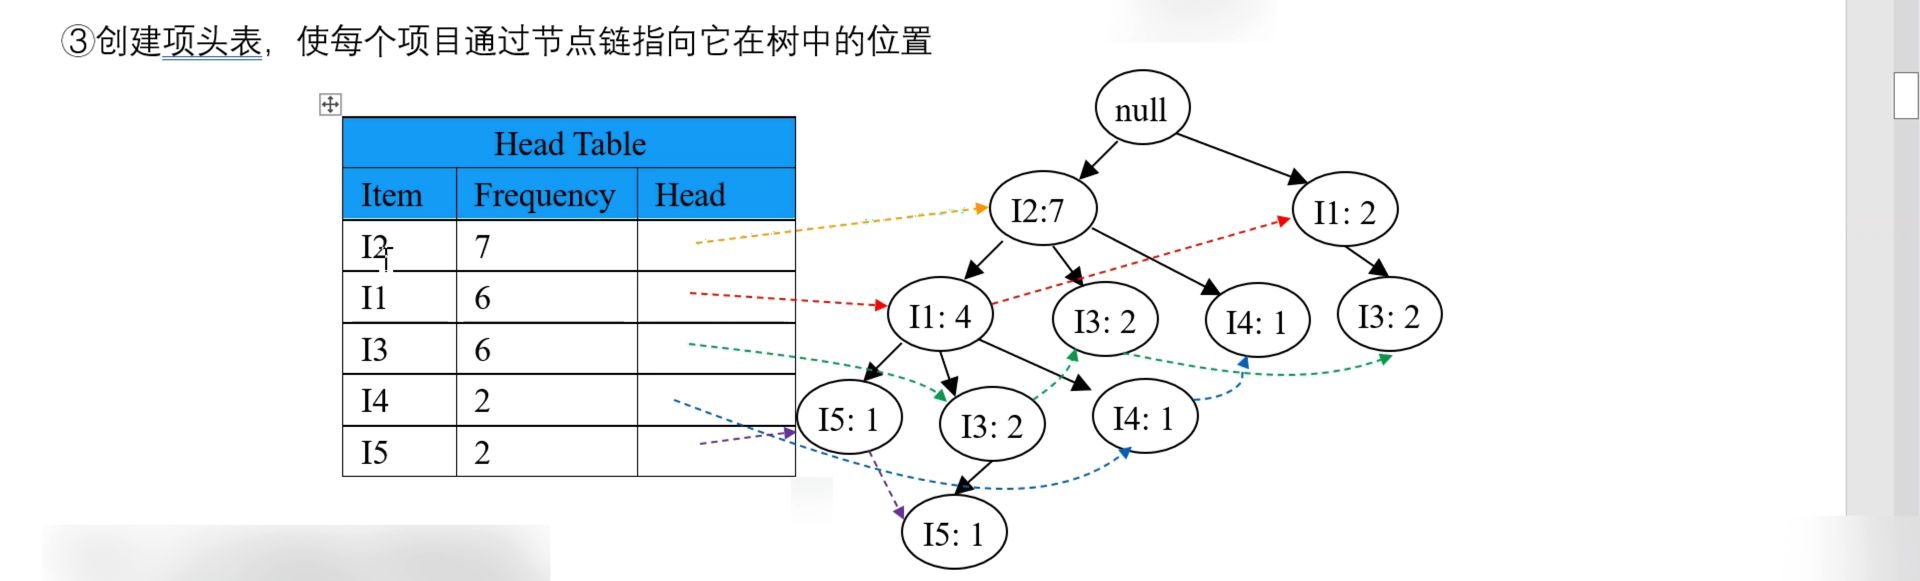 ③创建项头表，使每个项目通过节点链指向它在树中的位置
Head Table
Item Frequency Head
I2 7
I1 6
I3 6
I4 2
I5 2
null
I2:7
I1: 2
I1: 4
I3: 2
I4: 1
I3: 2
I5: 1
I3: 2
I4: 1
I5: 1